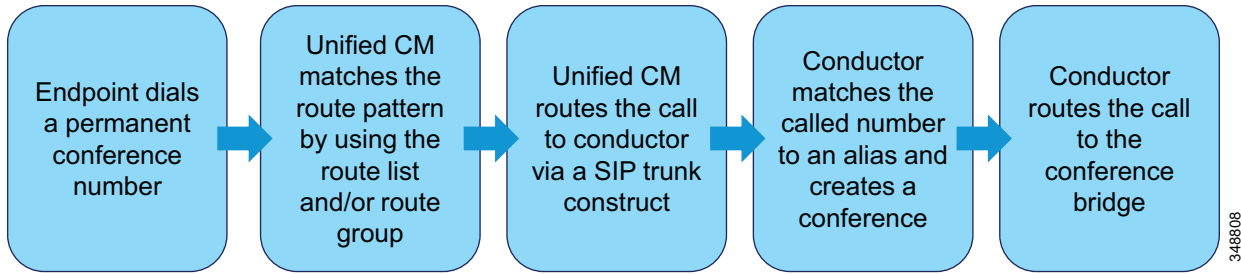 Endpoint dials
a permanent
conference
number
Unified CM
matches the
route pattern
by using the
route list
and/or route
group
Unified CM
routes the call
to conductor
via a SIP trunk
construct
Conductor
matches the
called number
to an alias and
creates a
conference
Conductor
routes the call
to the
conference
bridge
348808